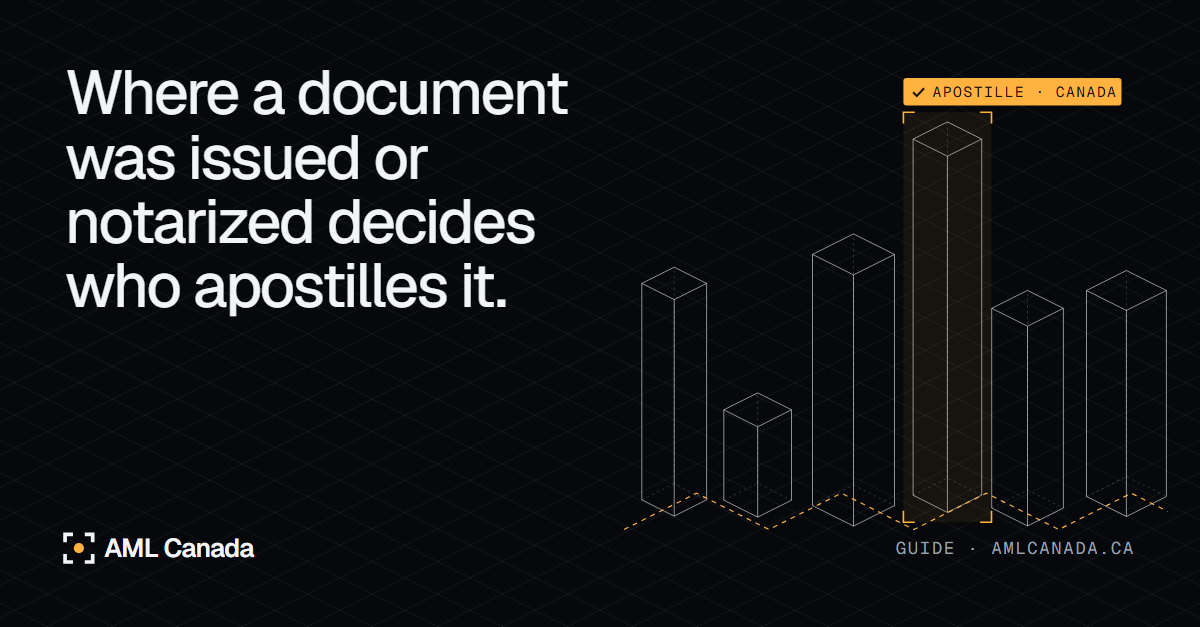 Where a document
was issued or
notarized decides
who apostilles it.
APOSTILLE · CANADA
AML Canada
GUIDE · AMLCANADA.CA